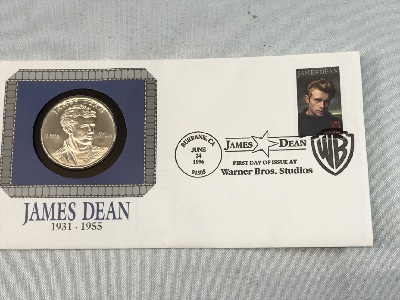 JAMES DEAN
1931 - 1955
BURBANK, CA
JUNE
24
1996
91505
JAMES DEAN
FIRST DAY OF ISSUE AT
Warner Bros. Studios
JAMES DEAN
WB